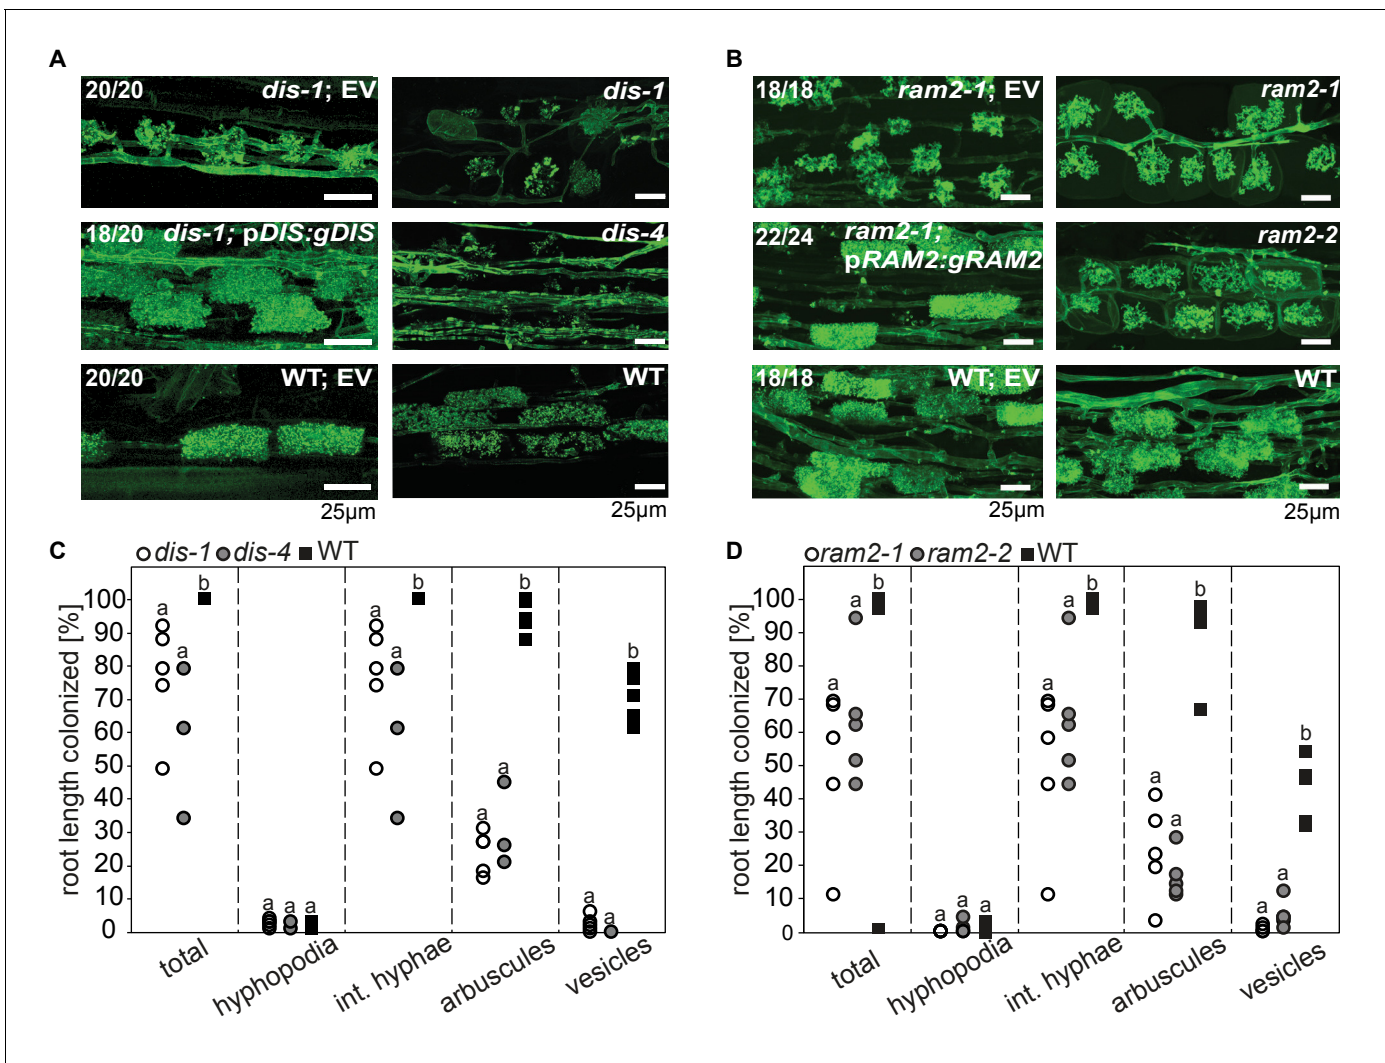 A
20/20 dis-1; EV
dis-1
18/20 dis-1; pDIS:gDIS
dis-4
20/20 WT; EV
WT
25µm
25µm
B
18/18 ram2-1; EV
ram2-1
22/24 ram2-1;
pRAM2:gRAM2
ram2-2
18/18 WT; EV
WT
25µm
25µm
C
dis-1 dis-4 WT
root length colonized [%]
100
90
80
70
60
50
40
30
20
10
0
a a b
a a a
a a b
a a b
a a b
total
hyphopodia
int. hyphae
arbuscules
vesicles
D
ram2-1 ram2-2 WT
root length colonized [%]
100
90
80
70
60
50
40
30
20
10
0
a a b
a a a
a a b
a a b
a a b
total
hyphopodia
int. hyphae
arbuscules
vesicles